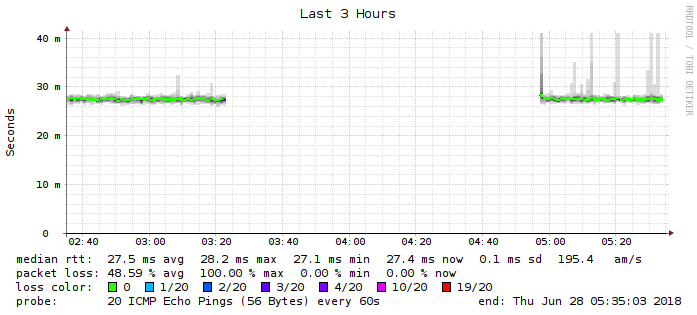 Last 3 Hours
RRDTOOL / TOBI OETIKER
Seconds
40 m
30 m
20 m
10 m
0
02:40 03:00 03:20 03:40 04:00 04:20 04:40 05:00 05:20
median rtt: 27.5 ms avg 28.2 ms max 27.1 ms min 27.4 ms now 0.1 ms sd 195.4 am/s
packet loss: 48.59 % avg 100.00 % max 0.00 % min 0.00 % now
loss color: 0 1/20 2/20 3/20 4/20 10/20 19/20
probe: 20 ICMP Echo Pings (56 Bytes) every 60s end: Thu Jun 28 05:35:03 2018